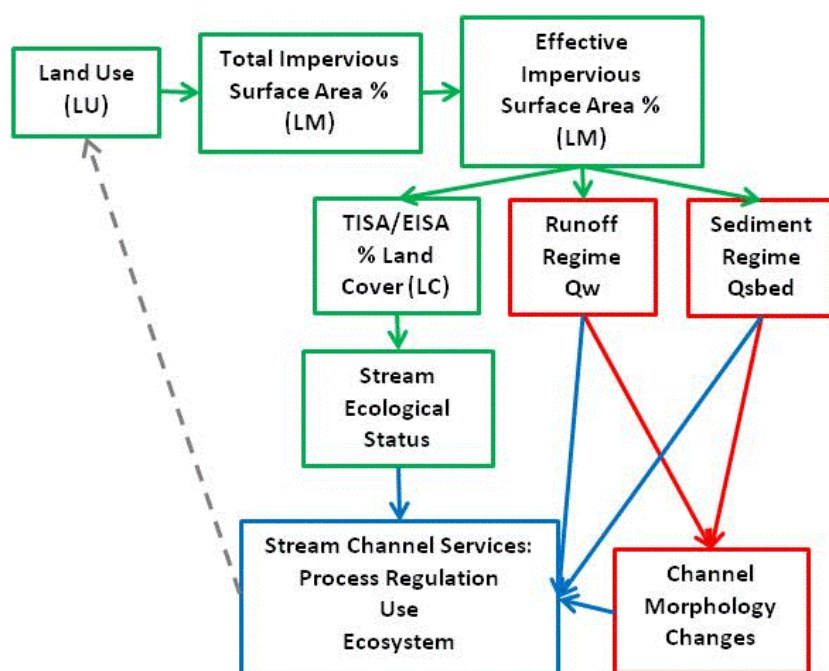 Land Use
(LU)
Total Impervious
Surface Area %
(LM)
Effective
Impervious
Surface Area %
(LM)
TISA/EISA
% Land
Cover (LC)
Runoff
Regime
Qw
Sediment
Regime
Qsbed
Stream
Ecological
Status
Stream Channel Services:
Process Regulation
Use
Ecosystem
Channel
Morphology
Changes